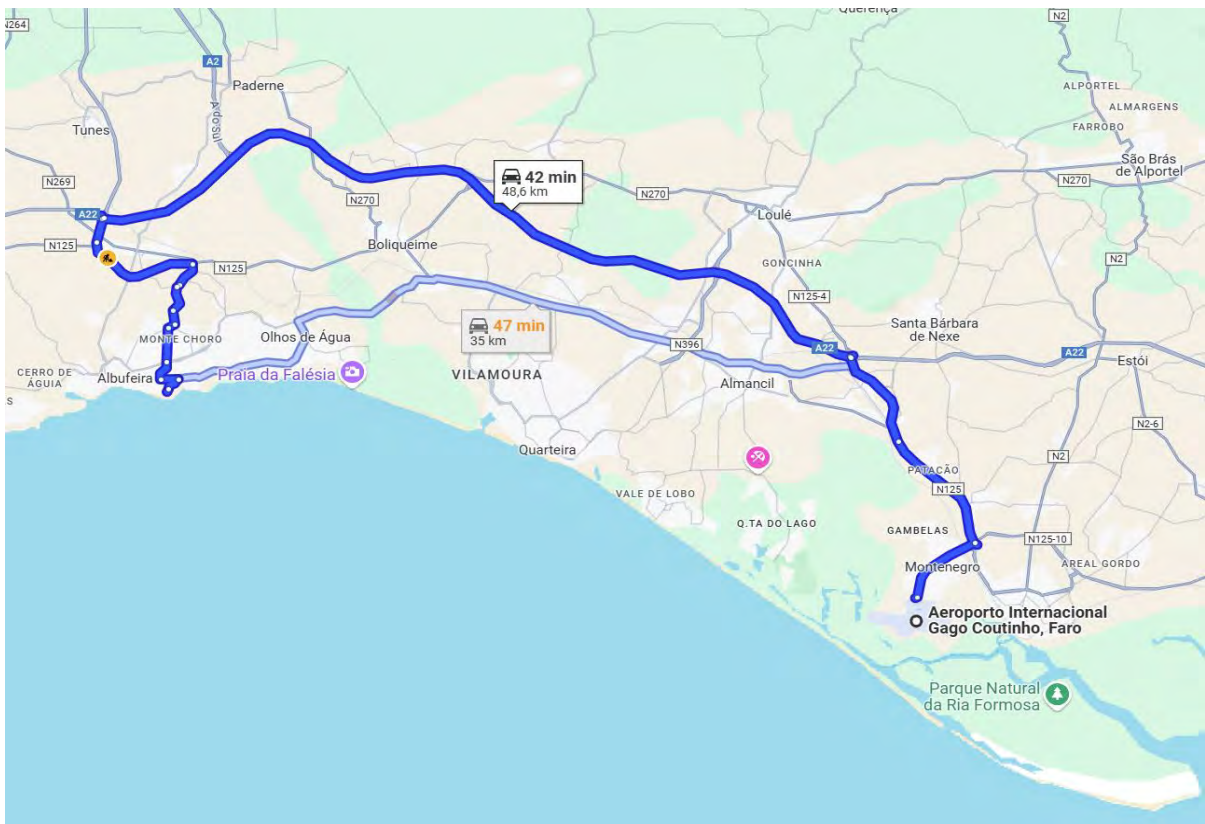 Querença
N264
N2
A2
Paderne
ALPORTEL
ALMARGENS
A do Sul
Tunes
FARROBO
42 min
48,6 km
São Brás
de Alportel
N269
N270
N270
N270
A22
Loulé
N125
Boliqueime
GONCINHA
N2
N125
N125-4
Santa Bárbara
de Nexe
47 min
35 km
MONTE CHORO
Olhos de Água
N396
A22
A22
Estói
CERRO DE
ÁGUIA
Albufeira
Praia da Falésia
VILAMOURA
Almancil
S
N2-6
Quarteira
N2
PATACÃO
N125
VALE DE LOBO
Q.TA DO LAGO
GAMBELAS
N125-10
Montenegro
AREAL GORDO
Aeroporto Internacional
Gago Coutinho, Faro
Parque Natural
da Ria Formosa